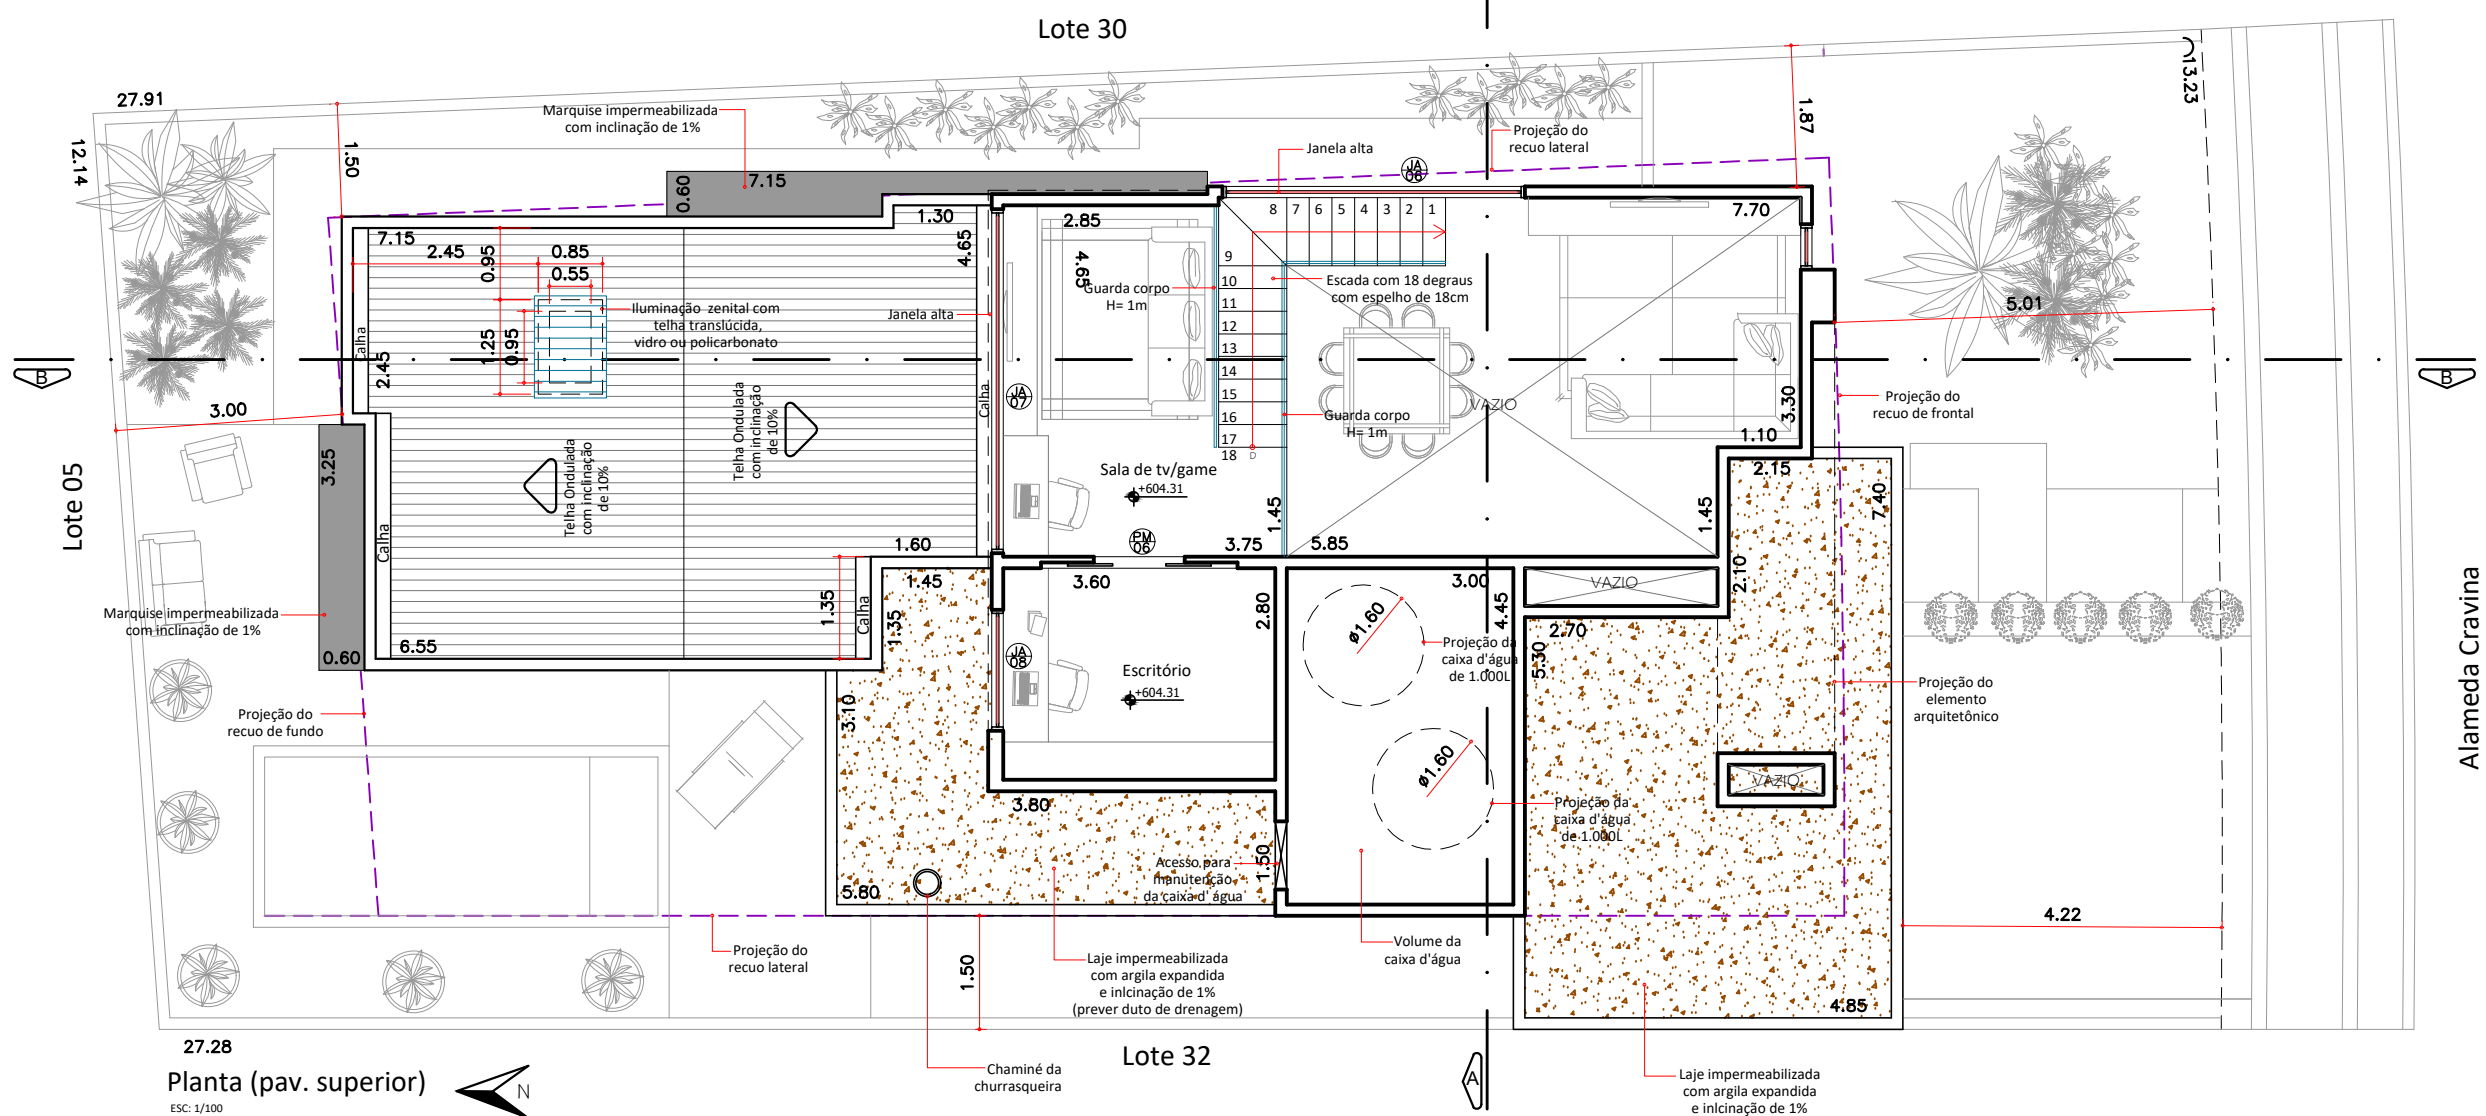 Lote 30
27.91
12.14
1.50
Marquise impermeabilizada
com inclinação de 1%
0.60
7.15
Janela alta
JA
06
Projeção do
recuo lateral
1.87
13.23
7.15
2.45
0.95
0.85
0.55
1.25
0.95
Iluminação zenital com
telha translúcida,
vidro ou policarbonato
1.30
4.65
Janela alta
Calha
2.45
2.85
4.65
Guarda corpo
H= 1m
8
7
6
5
4
3
2
1
9
10
11
12
13
14
15
16
17
18
D
Escada com 18 degraus
com espelho de 18cm
7.70
5.01
B
B
3.00
Calha
JA
07
Telha Ondulada
com inclinação
de 10%
Telha Ondulada
com inclinação
de 10%
Guarda corpo
H= 1m
VAZIO
3.30
1.10
Projeção do
recuo de frontal
Lote 05
3.25
Calha
Sala de tv/game
+604.31
1.45
1.45
2.15
7.40
1.60
PM
06
3.75
5.85
1.45
3.60
3.00
VAZIO
2.10
Marquise impermeabilizada
com inclinação de 1%
0.60
6.55
1.35
Calha
1.35
JA
08
2.80
4.45
ø1.60
Projeção da
caixa d'água
de 1.000L
2.70
5.30
Escritório
+604.31
Projeção do
elemento
arquitetônico
Alameda Cravina
Projeção do
recuo de fundo
3.10
ø1.60
VAZIO
3.80
Projeção da
caixa d'água
de 1.000L
5.80
Acesso para
manutenção
da caixa d' água
1.50
4.22
Projeção do
recuo lateral
1.50
Laje impermeabilizada
com argila expandida
e inlcinação de 1%
(prever duto de drenagem)
Volume da
caixa d'água
4.85
27.28
Lote 32
Planta (pav. superior)
ESC: 1/100
N
Chaminé da
churrasqueira
A
Laje impermeabilizada
com argila expandida
e inlcinação de 1%